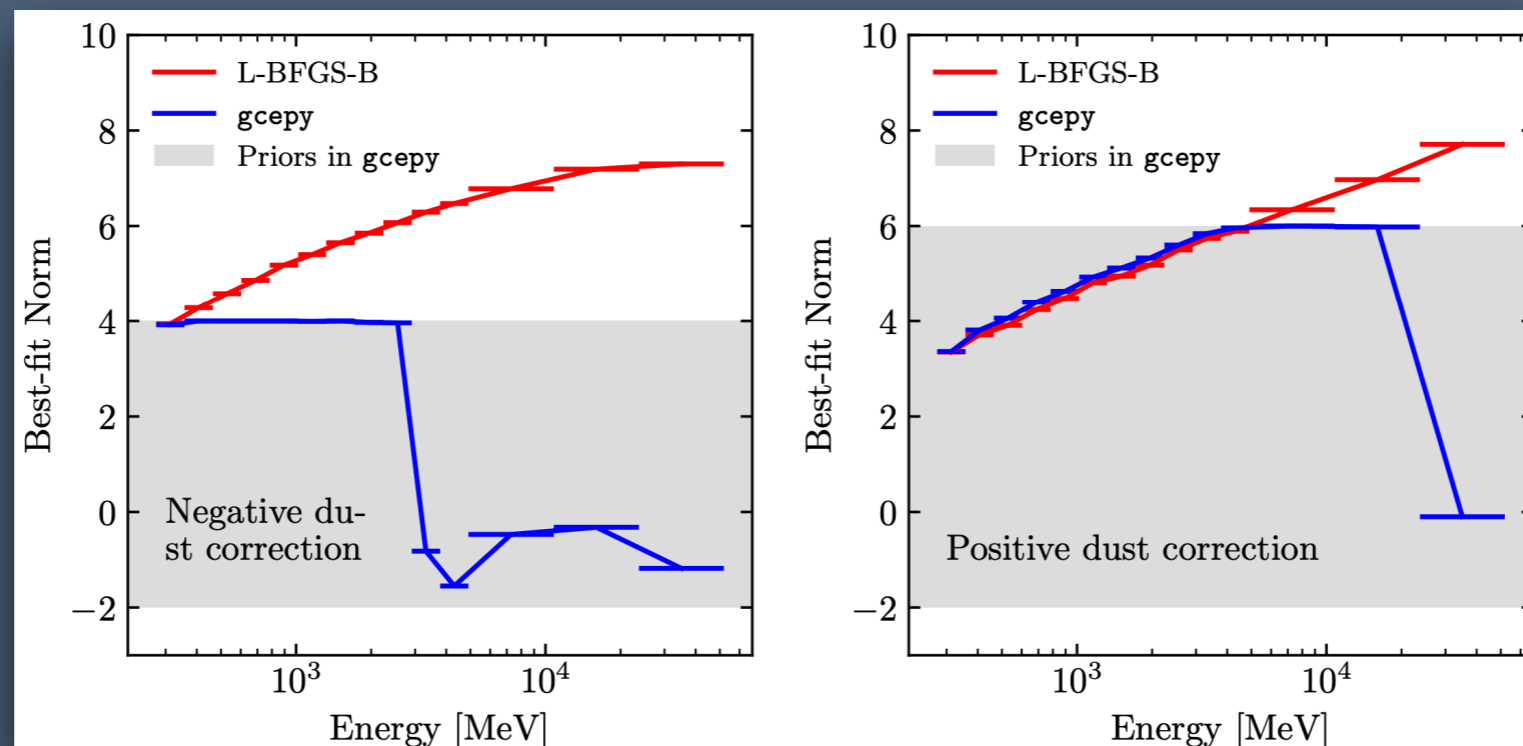 10
8
6
4
2
0
−2
Best-fit Norm
L-BFGS-B
gcepy
Priors in gcepy
Negative du-
st correction
10³ 10⁴
Energy [MeV]
10
8
6
4
2
0
−2
Best-fit Norm
L-BFGS-B
gcepy
Priors in gcepy
Positive dust correction
10³ 10⁴
Energy [MeV]